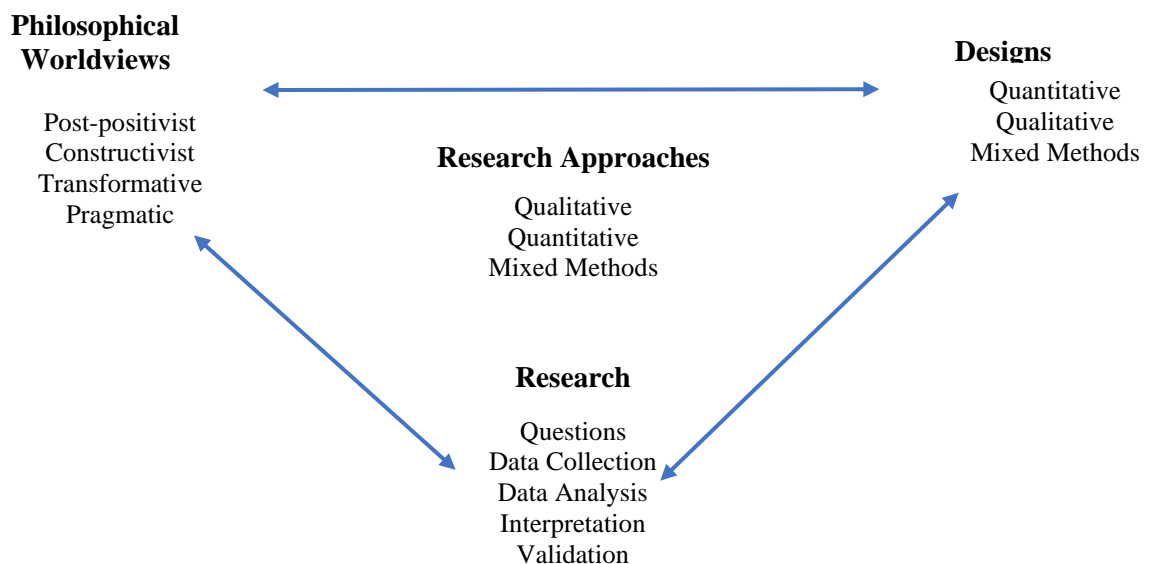 Philosophical
Worldviews
Post-positivist
Constructivist
Transformative
Pragmatic
Designs
Quantitative
Qualitative
Mixed Methods
Research Approaches
Qualitative
Quantitative
Mixed Methods
Research
Questions
Data Collection
Data Analysis
Interpretation
Validation